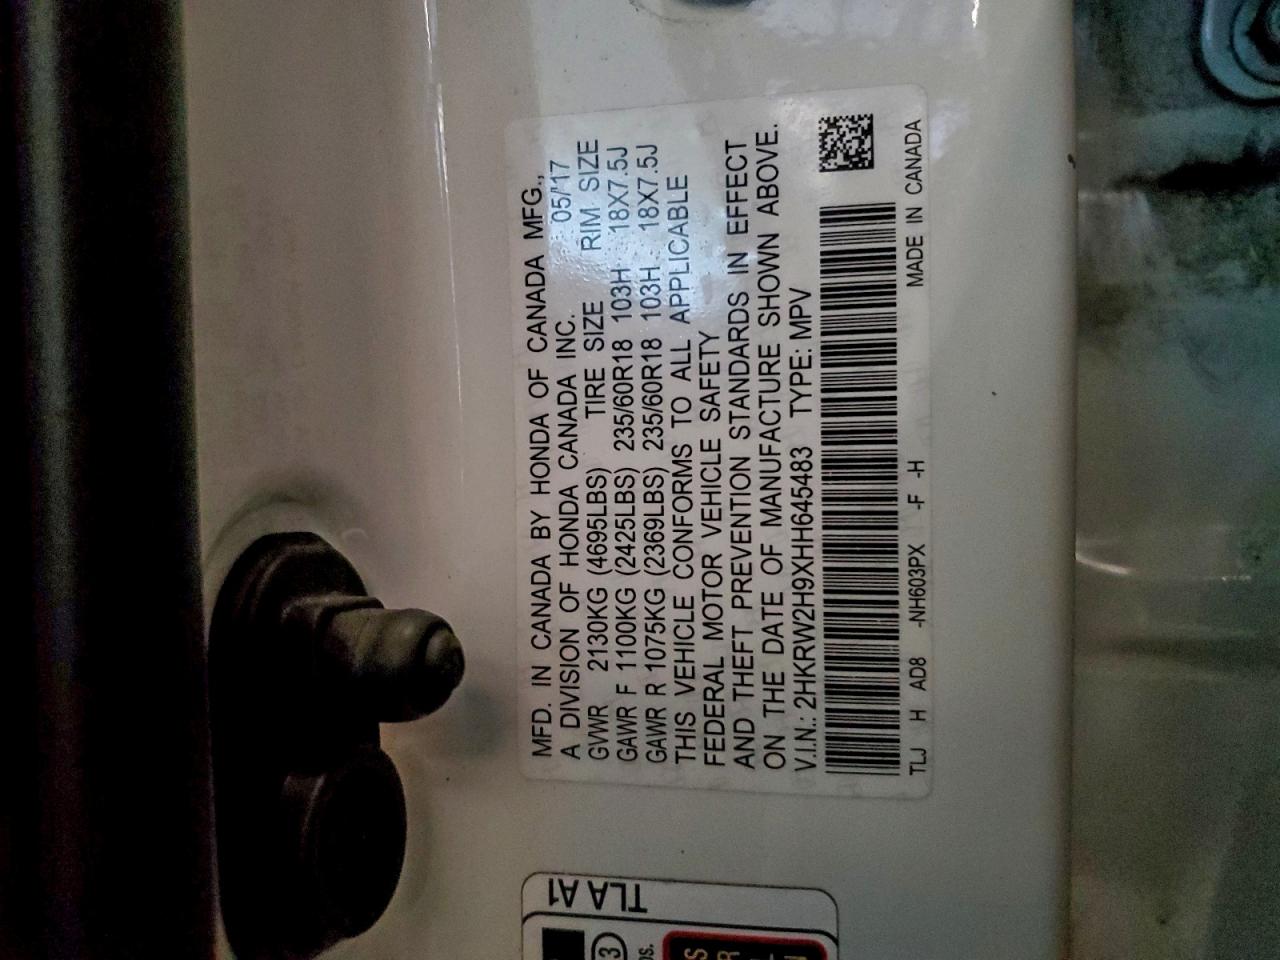 MFD. IN CANADA BY HONDA OF CANADA MFG.,
A DIVISION OF HONDA CANADA INC. 05/17
GVWR 2130KG (4695LBS) TIRE SIZE RIM SIZE
GAWR F 1100KG (2425LBS) 235/60R18 103H 18X7.5J
GAWR R 1075KG (2369LBS) 235/60R18 103H 18X7.5J
THIS VEHICLE CONFORMS TO ALL APPLICABLE
FEDERAL MOTOR VEHICLE SAFETY
AND THEFT PREVENTION STANDARDS IN EFFECT
ON THE DATE OF MANUFACTURE SHOWN ABOVE.
V.I.N.: 2HKRW2H9XHH645483 TYPE: MPV
TLJ H AD8 -NH603PX -F -H MADE IN CANADA
TLA A1
3